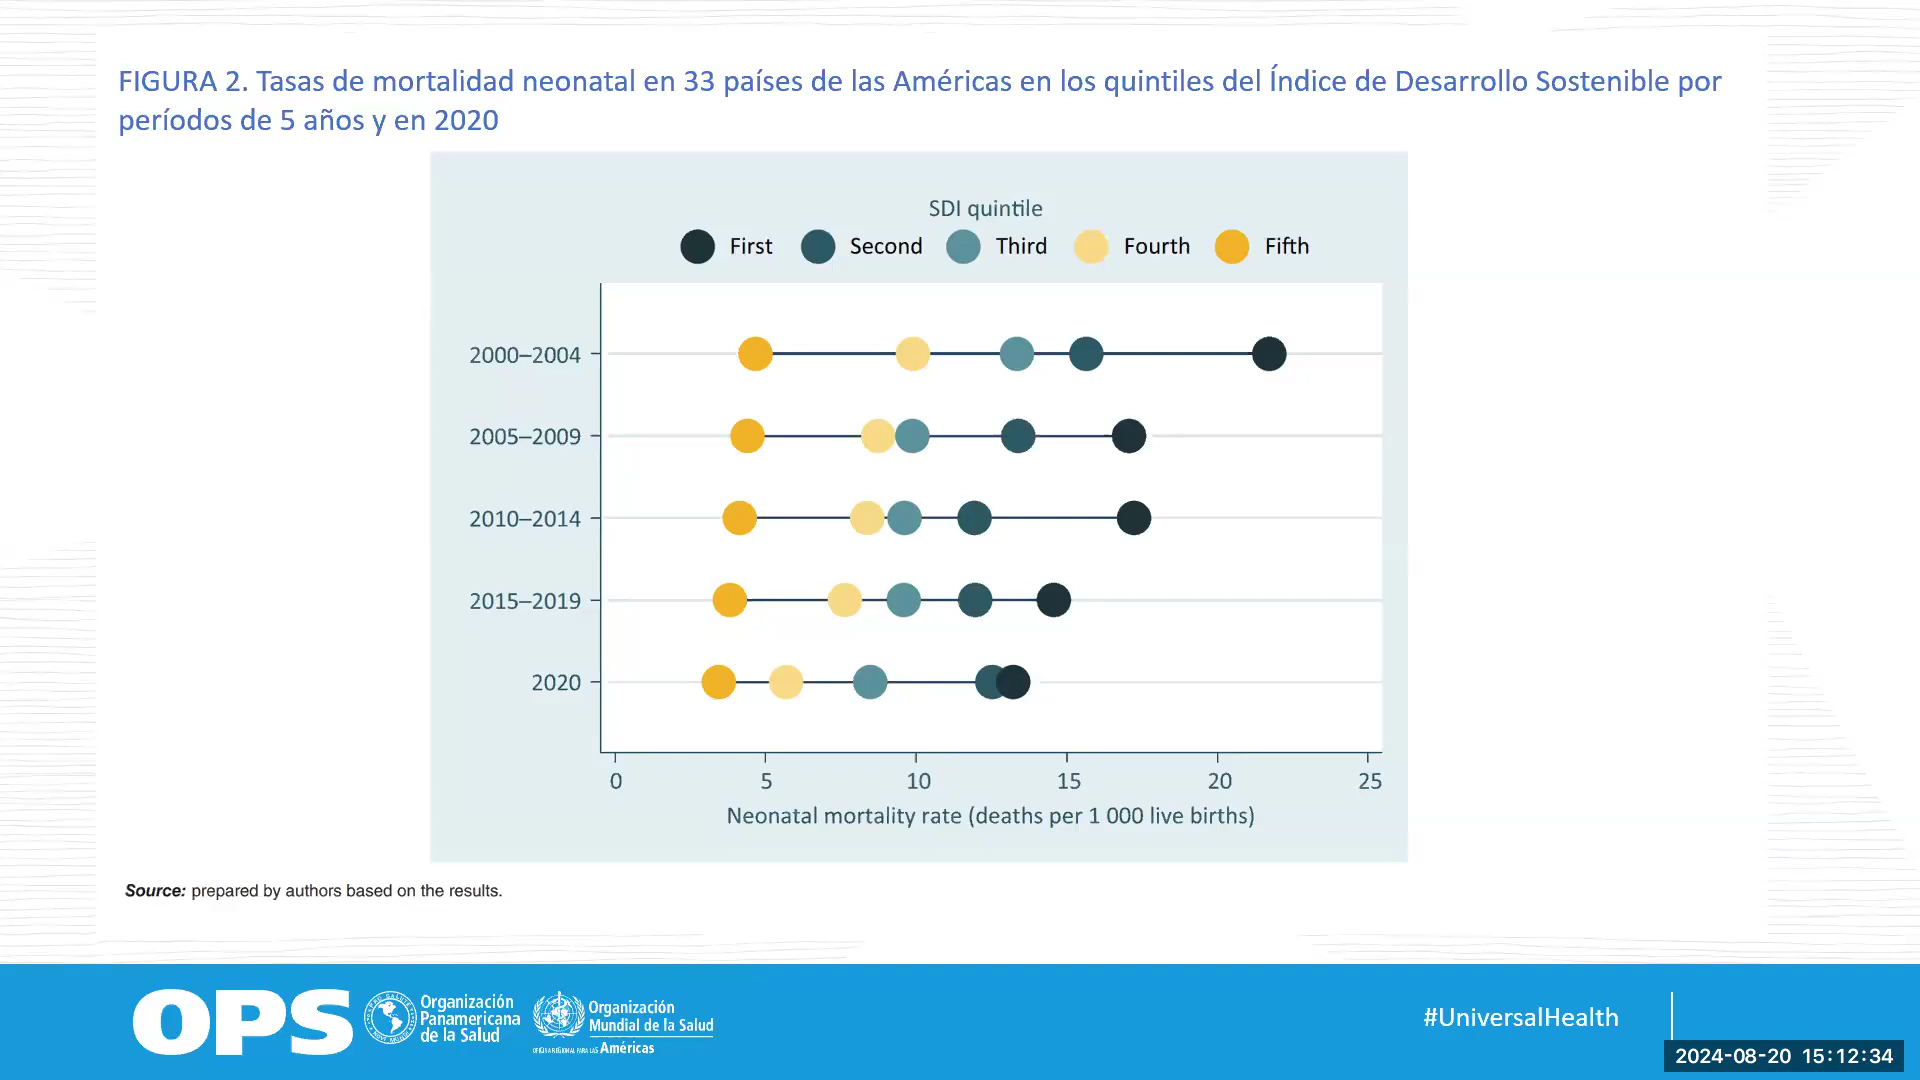 FIGURA 2. Tasas de mortalidad neonatal en 33 países de las Américas en los quintiles del Índice de Desarrollo Sostenible por
períodos de 5 años y en 2020
SDI quintile
First Second Third Fourth Fifth
2000–2004
2005–2009
2010–2014
2015–2019
2020
0 5 10 15 20 25
Neonatal mortality rate (deaths per 1 000 live births)
Source: prepared by authors based on the results.
OPS
Organización
Panamericana
de la Salud
Organización
Mundial de la Salud
OFICINA REGIONAL PARA LAS Américas
#UniversalHealth
2024-08-20 15:12:34